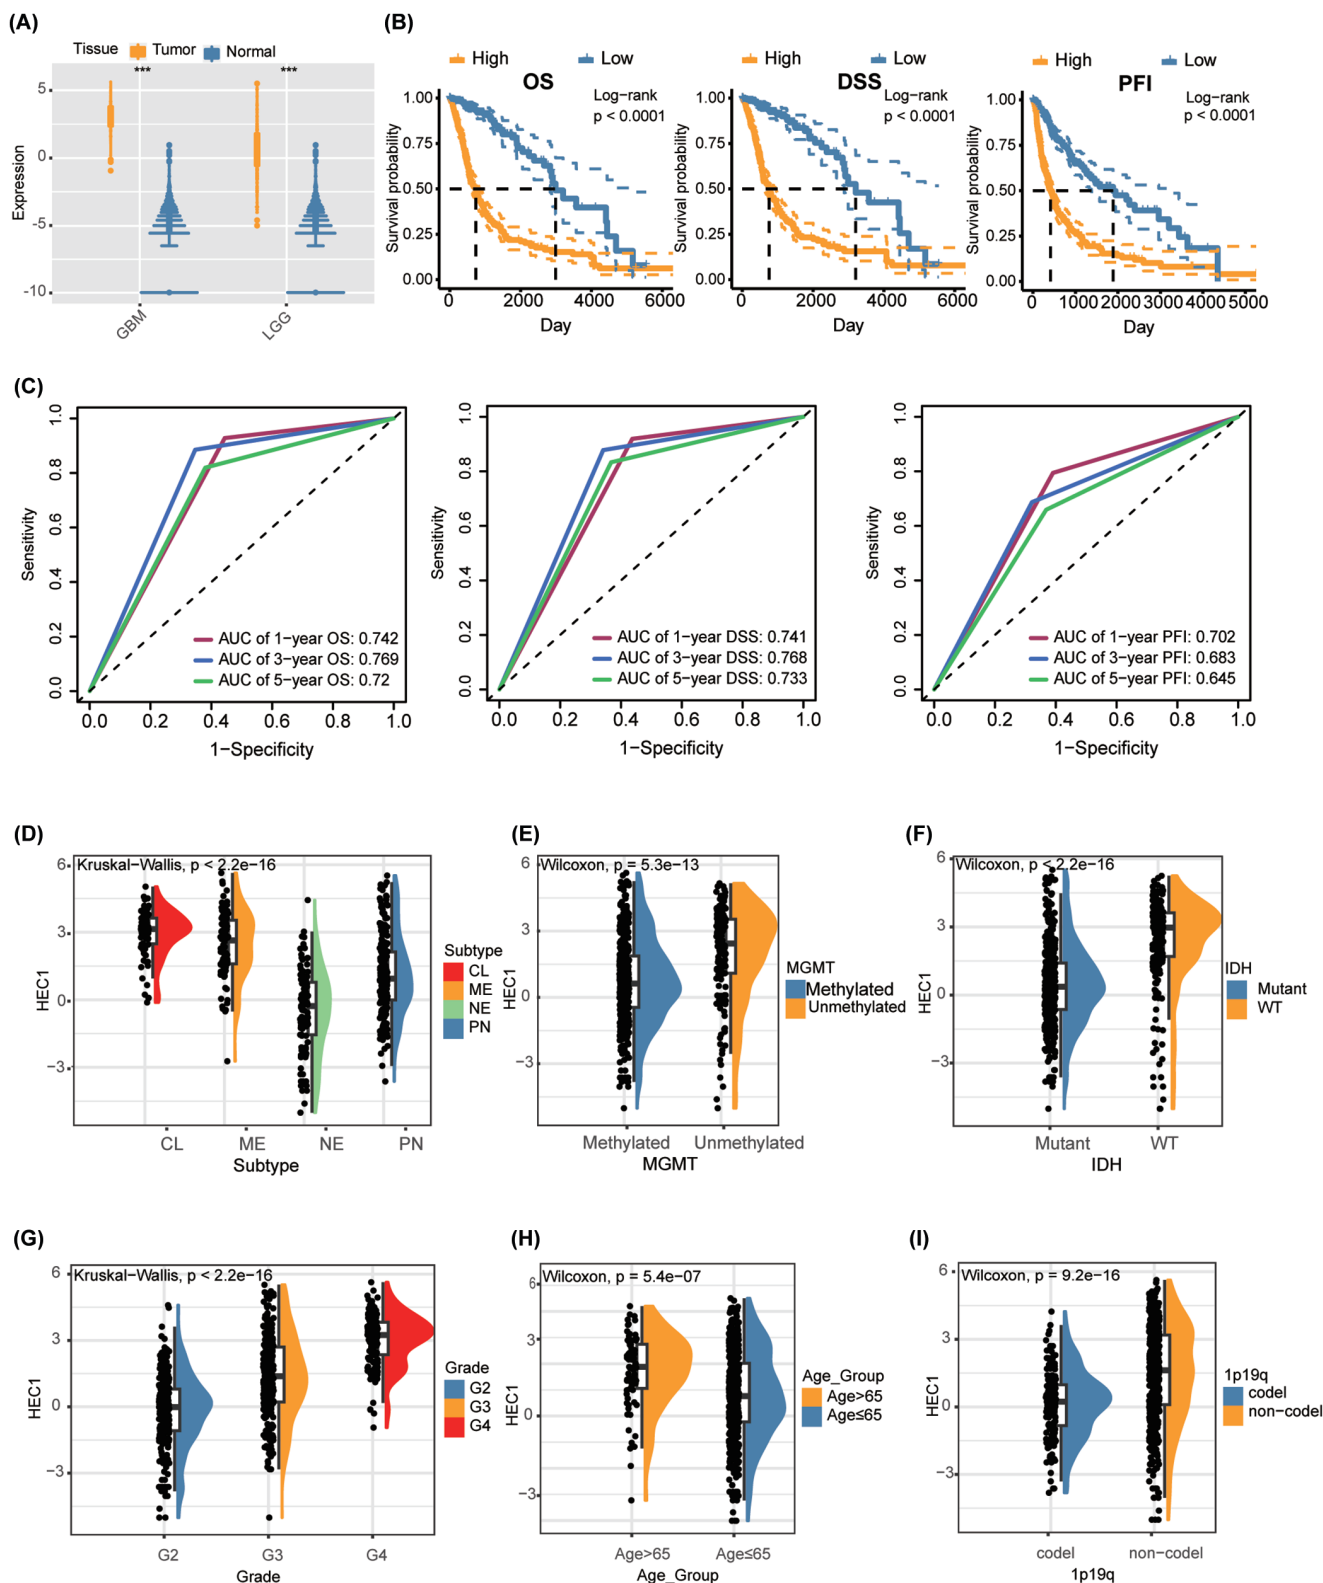 (A)
Tissue Tumor Normal
***
***
5
0
-5
-10
Expression
GBM
LGG
(B)
High Low
OS
Log-rank
p < 0.0001
1.00
0.75
0.50
0.25
0.00
Survival probability
0 2000 4000 6000
Day
High Low
DSS
Log-rank
p < 0.0001
1.00
0.75
0.50
0.25
0.00
Survival probability
0 2000 4000 6000
Day
High Low
PFI
Log-rank
p < 0.0001
1.00
0.75
0.50
0.25
0.00
Survival probability
0 1000 2000 3000 4000 5000
Day
(C)
1.0
0.8
0.6
0.4
0.2
0.0
Sensitivity
AUC of 1-year OS: 0.742
AUC of 3-year OS: 0.769
AUC of 5-year OS: 0.72
0.0 0.2 0.4 0.6 0.8 1.0
1-Specificity
1.0
0.8
0.6
0.4
0.2
0.0
Sensitivity
AUC of 1-year DSS: 0.741
AUC of 3-year DSS: 0.768
AUC of 5-year DSS: 0.733
0.0 0.2 0.4 0.6 0.8 1.0
1-Specificity
1.0
0.8
0.6
0.4
0.2
0.0
Sensitivity
AUC of 1-year PFI: 0.702
AUC of 3-year PFI: 0.683
AUC of 5-year PFI: 0.645
0.0 0.2 0.4 0.6 0.8 1.0
1-Specificity
(D)
Kruskal-Wallis, p < 2.2e-16
6
3
0
-3
HEC1
CL ME NE PN
Subtype
Subtype
CL
ME
NE
PN
(E)
Wilcoxon, p = 5.3e-13
6
3
0
-3
HEC1
Methylated Unmethylated
MGMT
MGMT
Methylated
Unmethylated
(F)
Wilcoxon, p < 2.2e-16
6
3
0
-3
HEC1
Mutant WT
IDH
IDH
Mutant
WT
(G)
Kruskal-Wallis, p < 2.2e-16
6
3
0
-3
HEC1
G2 G3 G4
Grade
Grade
G2
G3
G4
(H)
Wilcoxon, p = 5.4e-07
6
3
0
-3
HEC1
Age>65 Age≤65
Age_Group
Age_Group
Age>65
Age≤65
(I)
Wilcoxon, p = 9.2e-16
6
3
0
-3
HEC1
codel non-codel
1p19q
1p19q
codel
non-codel